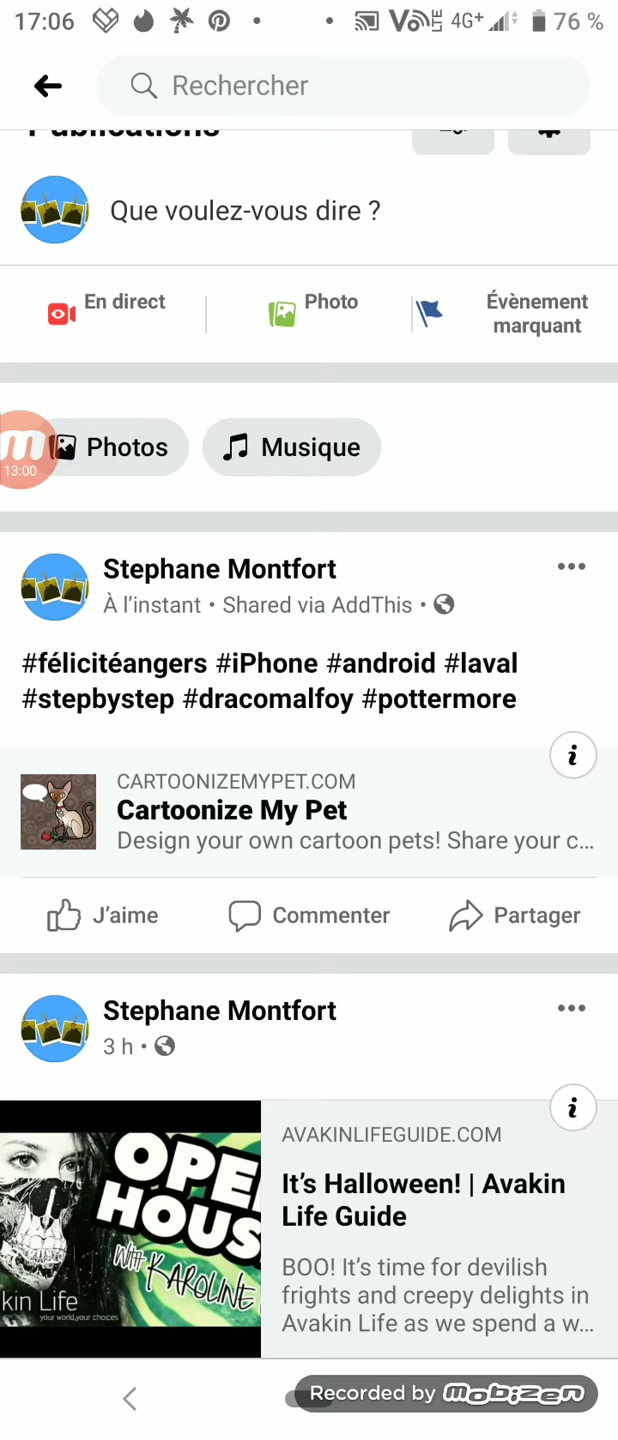 17:06 4G+ 76 %
Rechercher
Publications
Que voulez-vous dire ?
En direct
Photo
Évènement
marquant
Photos
Musique
13:00
Stephane Montfort
À l'instant • Shared via AddThis •
#félicitéangers #iPhone #android #laval
#stepbystep #dracomalfoy #pottermore
CARTOONIZEMYPET.COM
Cartoonize My Pet
Design your own cartoon pets! Share your c...
J'aime
Commenter
Partager
Stephane Montfort
3 h •
OPE
HOUS
With KAROLINE
kin Life
your world,your choices
AVAKINLIFEGUIDE.COM
It's Halloween! | Avakin
Life Guide
BOO! It's time for devilish
frights and creepy delights in
Avakin Life as we spend a w...
Recorded by mobizen